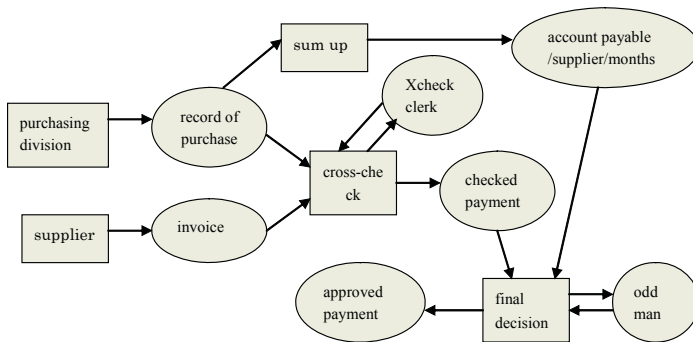 sum up
account payable
/supplier/months
Xcheck
clerk
purchasing
division
record of
purchase
cross-che
ck
checked
payment
supplier
invoice
approved
payment
final
decision
odd
man